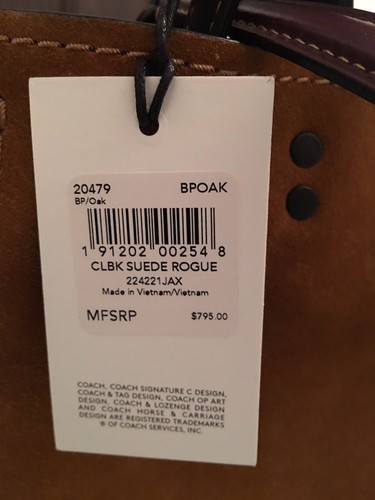 20479 BPOAK
BP/Oak
1 91202 00254 8
CLBK SUEDE ROGUE
224221JAX
Made in Vietnam/Vietnam
MFSRP $795.00
COACH, COACH SIGNATURE C DESIGN,
COACH & TAG DESIGN, COACH OP ART
DESIGN, COACH & LOZENGE DESIGN
AND COACH HORSE & CARRIAGE
DESIGN ARE REGISTERED TRADEMARKS
® OF COACH SERVICES, INC.